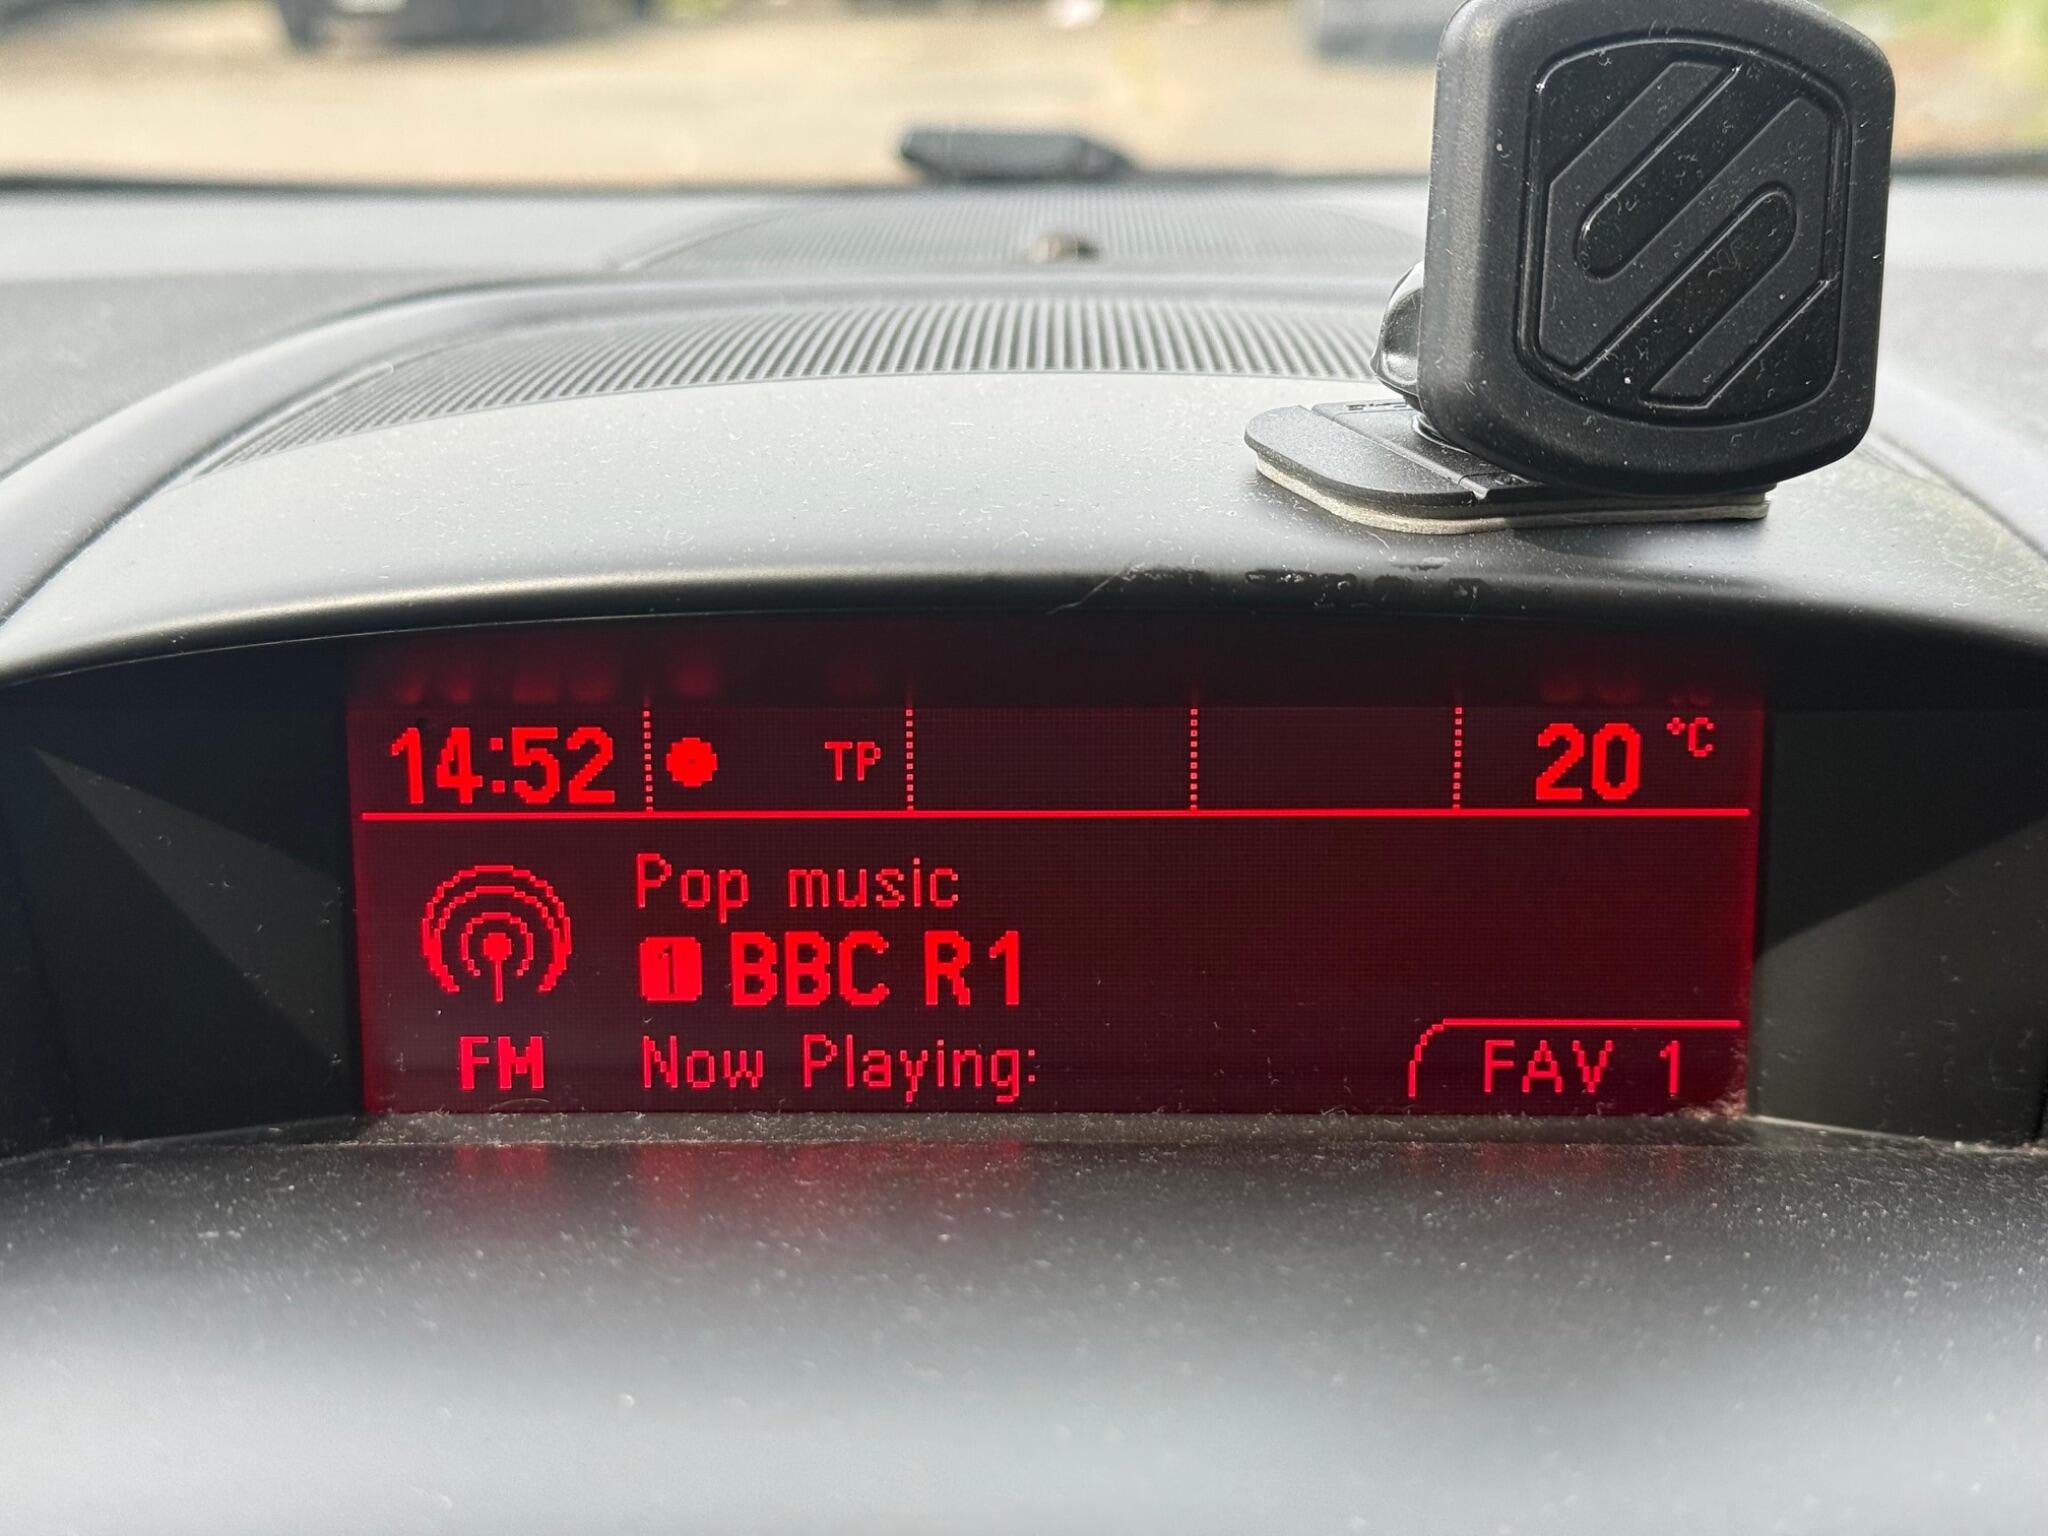 14:52 TP 20 °C
Pop music
1 BBC R1
FM Now Playing: FAV 1